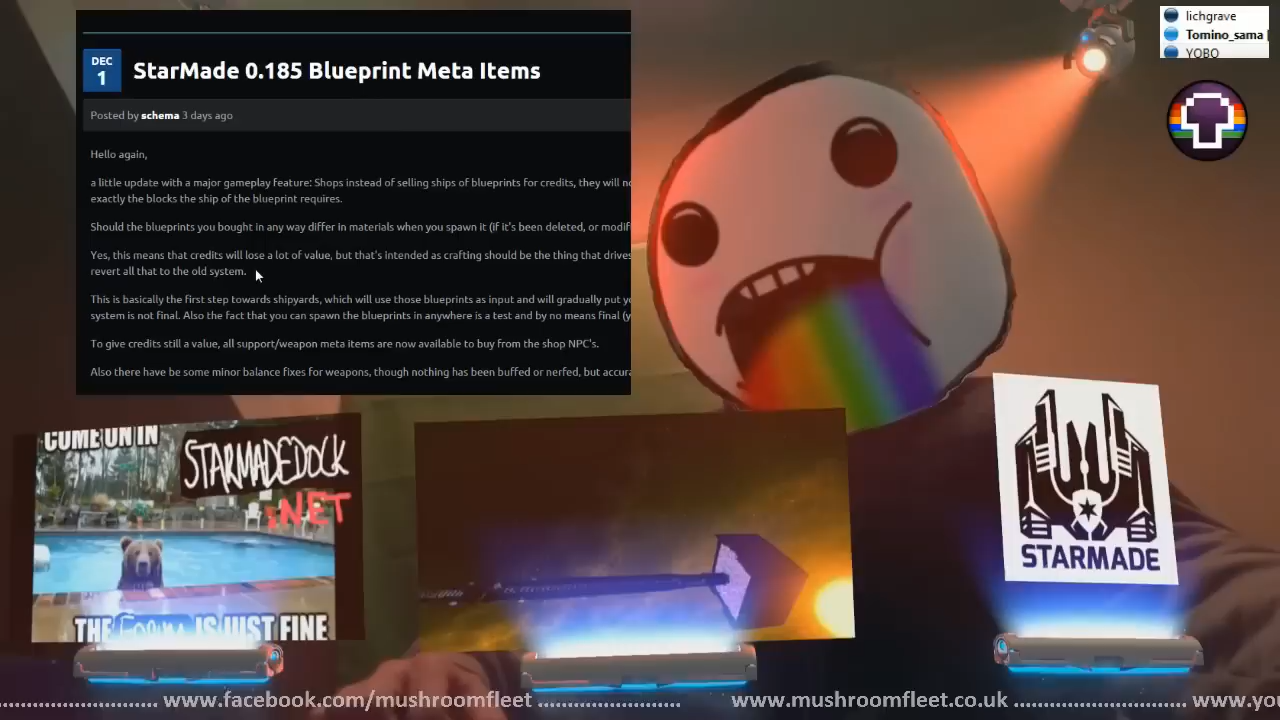 lichgrave
Tomino_sama
YOBO
DEC
1
StarMade 0.185 Blueprint Meta Items
Posted by schema 3 days ago
Hello again,
a little update with a major gameplay feature: Shops instead of selling ships of blueprints for credits, they will
exactly the blocks the ship of the blueprint requires.
Should the blueprints you bought in any way differ in materials when you spawn it (if it's been deleted, or
Yes, this means that credits will lose a lot of value, but that's intended as crafting should be the thing that drives
revert all that to the old system.
This is basically the first step towards shipyards, which will use those blueprints as input and will gradually put
system is not final. Also the fact that you can spawn the blueprints in anywhere is a test and by no means final
To give credits still a value, all support/weapon meta items are now available to buy from the shop NPC's.
Also there have be some minor balance fixes for weapons, though nothing has been buffed or nerfed, but
COME ON IN
STARMADEDOCK
.NET
THE Forum IS JUST FINE
STARMADE
www.facebook.com/mushroomfleet www.mushroomfleet.co.uk